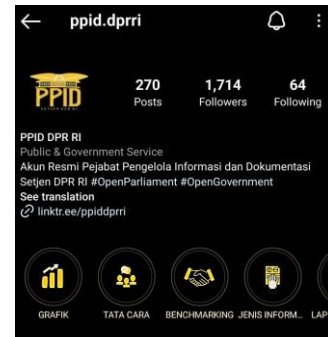 ppid.dprri
PPID
270
Posts
1,714
Followers
64
Following
PPID DPR RI
Public & Government Service
Akun Resmi Pejabat Pengelola Informasi dan Dokumentasi
Setjen DPR RI #OpenParliament #OpenGovernment
See translation
linktr.ee/ppiddprri
GRAFIK
TATA CARA
BENCHMARKING
JENIS INFORM...
LAP